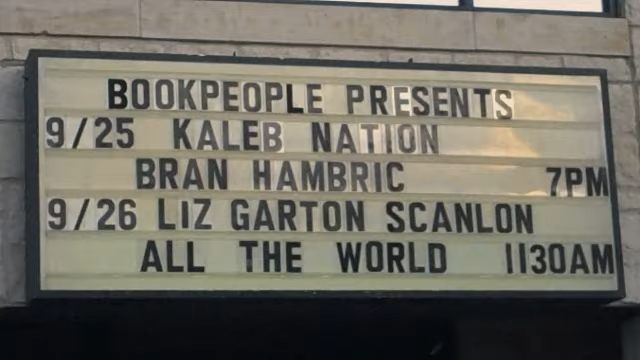 BOOKPEOPLE PRESENTS
9/25 KALEB NATION
BRAN HAMBRIC 7PM
9/26 LIZ GARTON SCANLON
ALL THE WORLD 1130AM